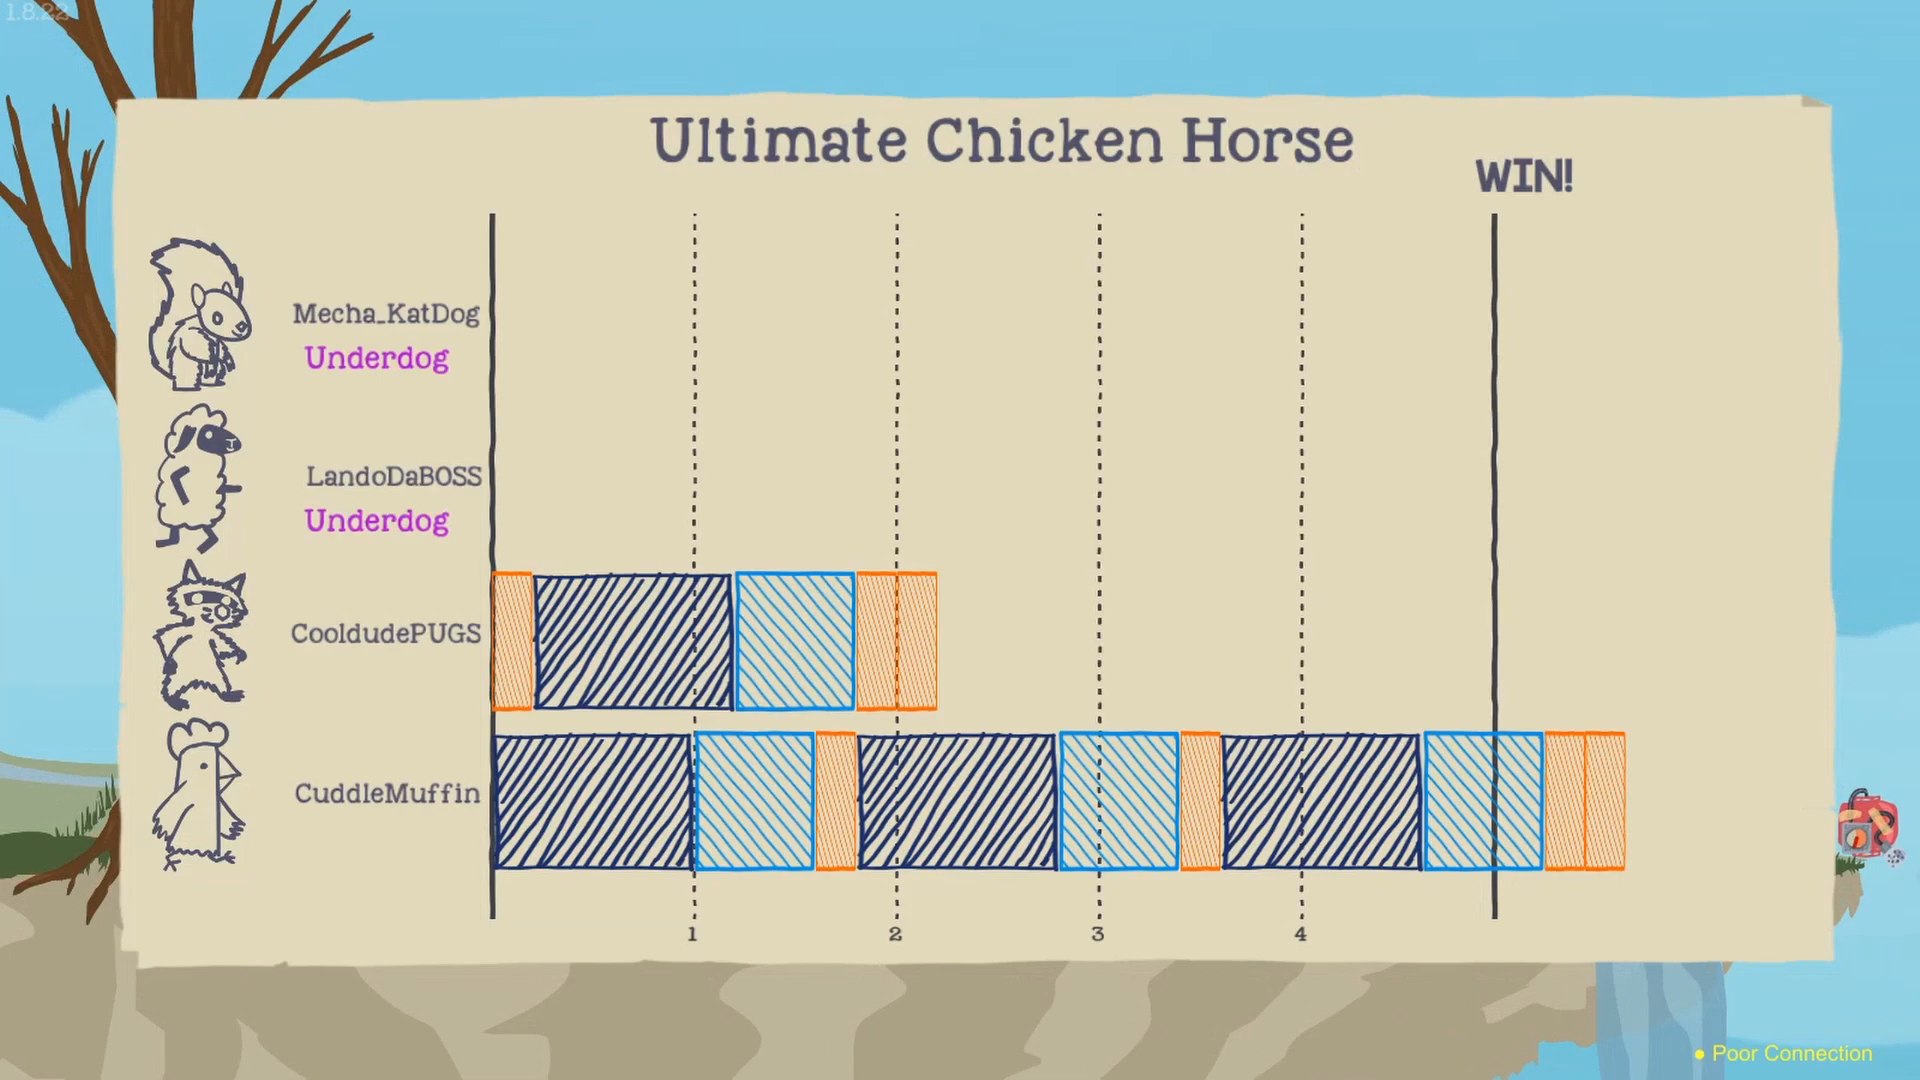 1.8.22
Ultimate Chicken Horse
WIN!
Mecha_KatDog
Underdog
LandoDaBOSS
Underdog
CooldudePUGS
CuddleMuffin
1 2 3 4
● Poor Connection